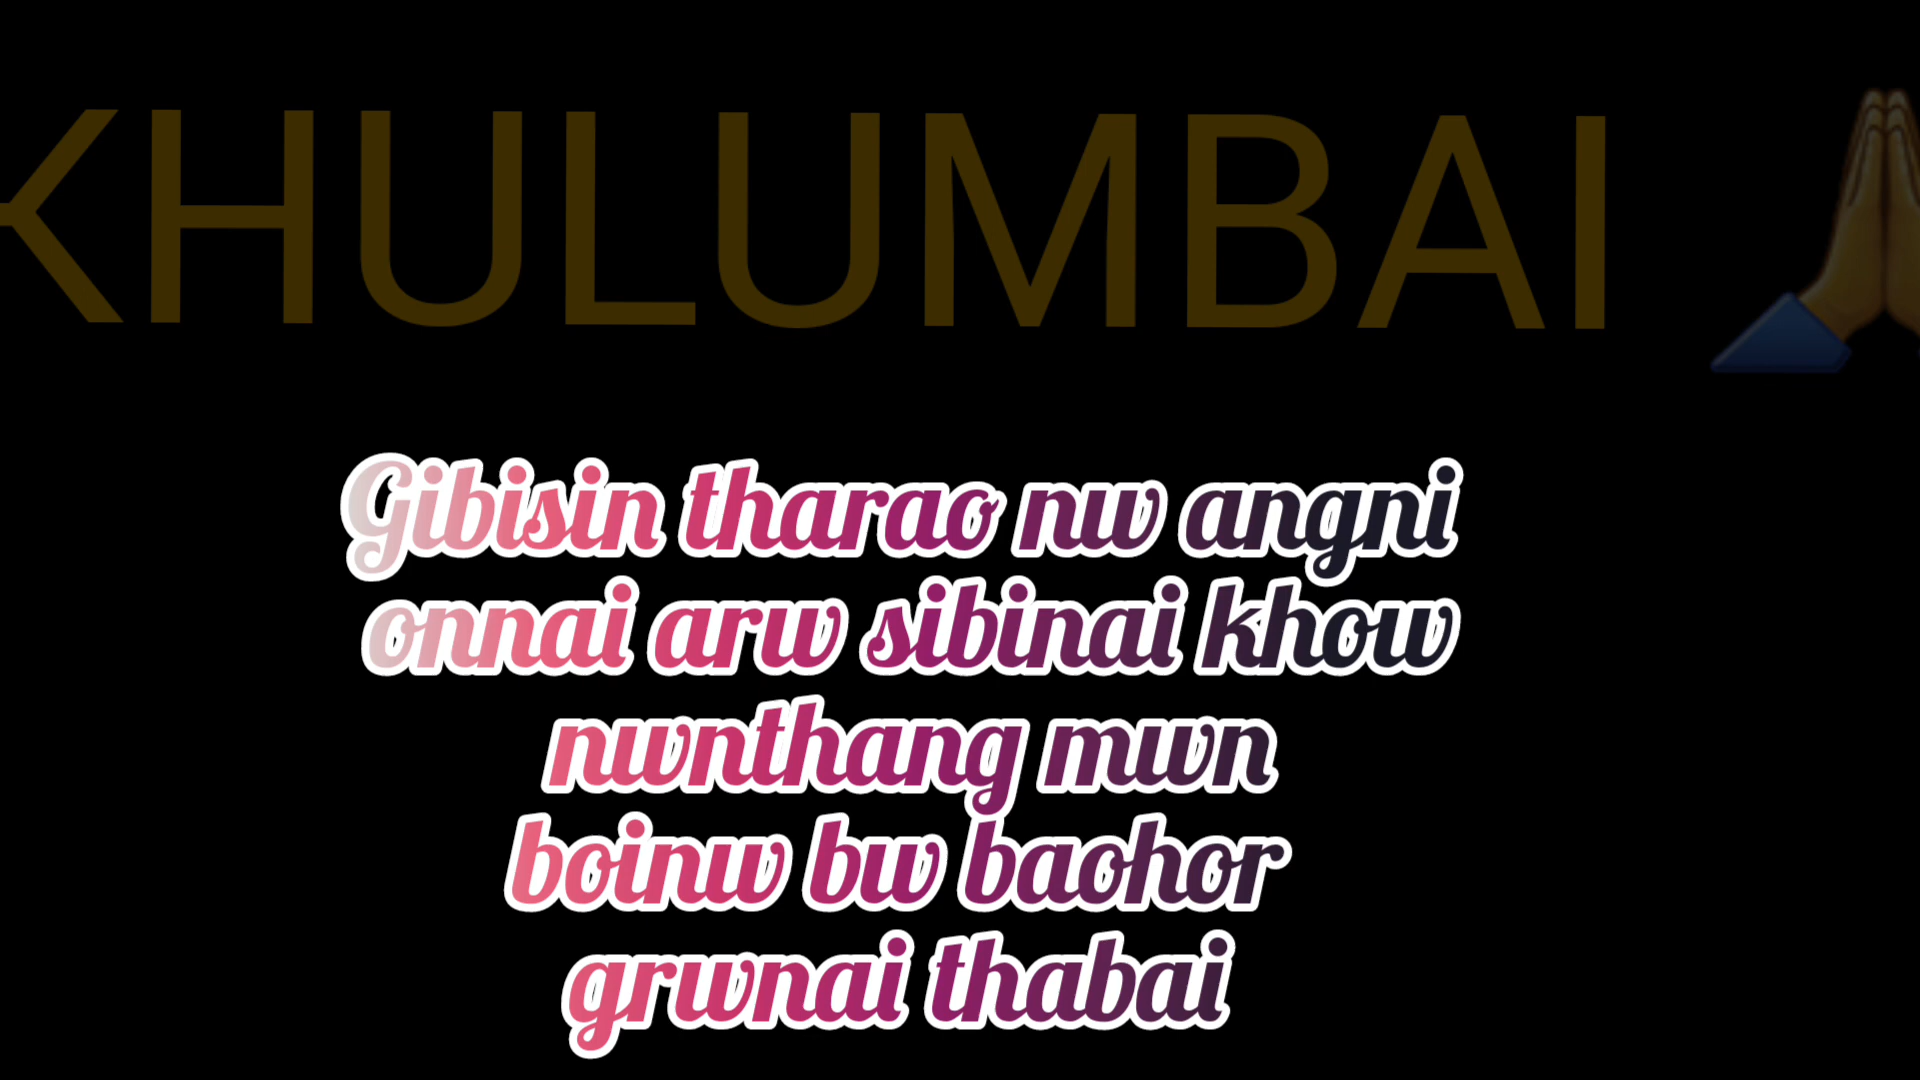 KHULUMBAI 🙏
Gibisin tharao nw angni
onnai arw sibinai khow
nwnthang mwn
boinw bw baohor
grwnai thabai